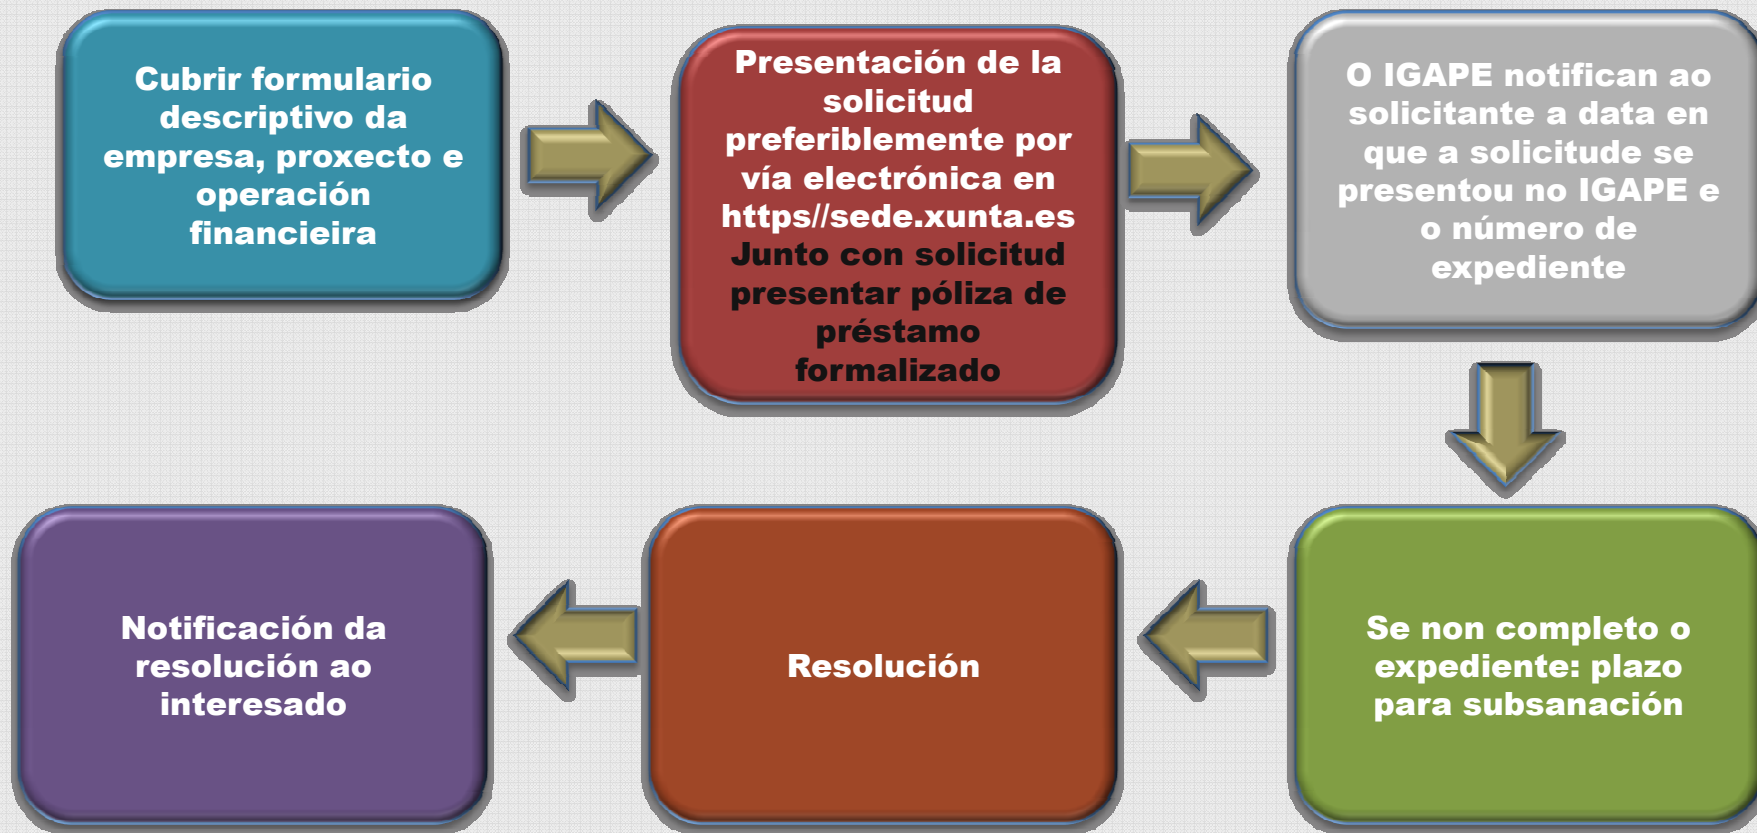 Cubrir formulario
descriptivo da
empresa, proxecto e
operación
financieira
Presentación de la
solicitud
preferiblemente por
vía electrónica en
https//sede.xunta.es
Junto con solicitud
presentar póliza de
préstamo
formalizado
O IGAPE notifican ao
solicitante a data en
que a solicitude se
presentou no IGAPE e
o número de
expediente
Se non completo o
expediente: plazo
para subsanación
Resolución
Notificación da
resolución ao
interesado